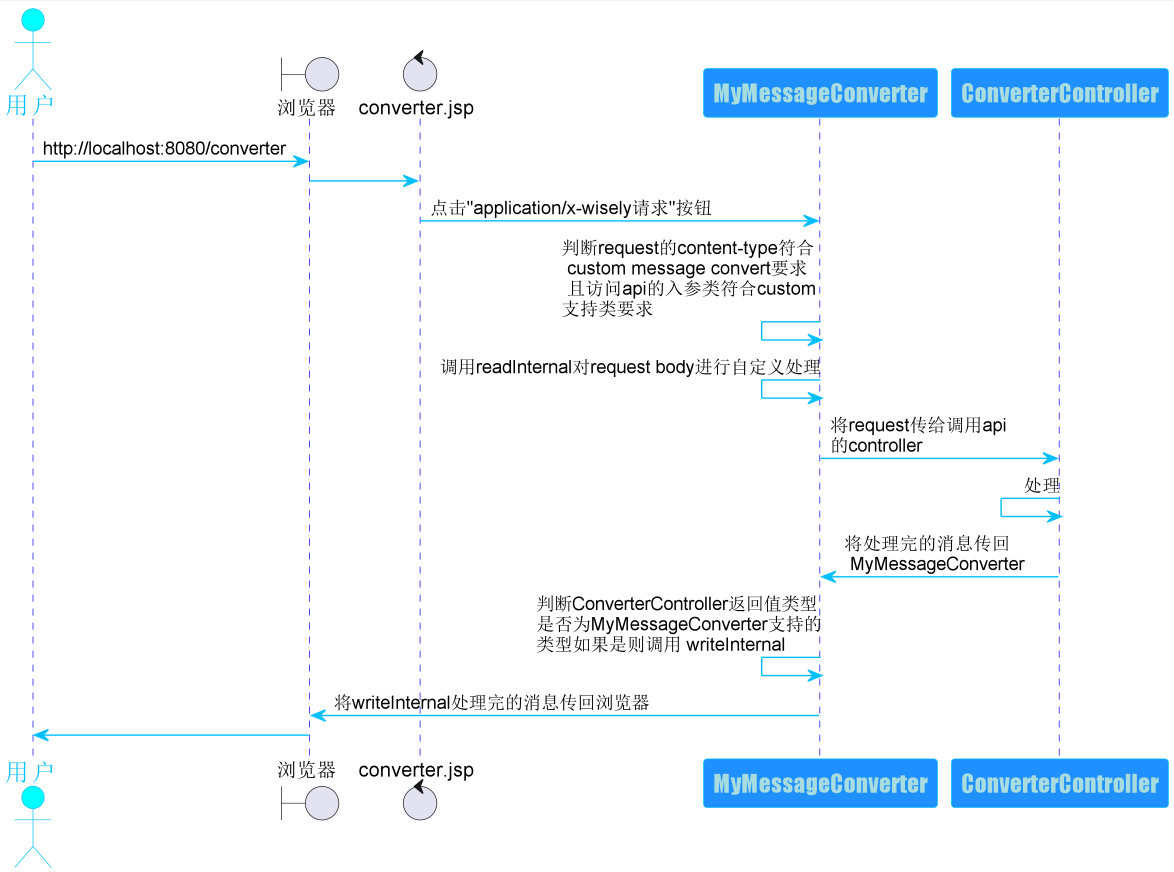 用户
浏览器
converter.jsp
MyMessageConverter
ConverterController
http://localhost:8080/converter
点击"application/x-wisely请求"按钮
判断request的content-type符合
custom message convert要求
且访问api的入参类符合custom
支持类要求
调用readInternal对request body进行自定义处理
将request传给调用api
的controller
处理
将处理完的消息传回
MyMessageConverter
判断ConverterController返回值类型
是否为MyMessageConverter支持的
类型如果是则调用 writeInternal
将writeInternal处理完的消息传回浏览器
用户
浏览器
converter.jsp
MyMessageConverter
ConverterController